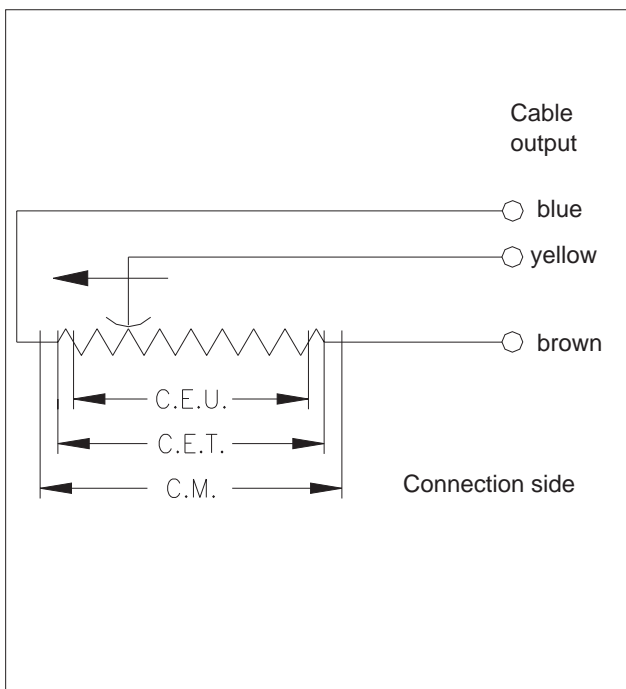 Cable
output
blue
yellow
brown
C.E.U.
C.E.T.
C.M.
Connection side